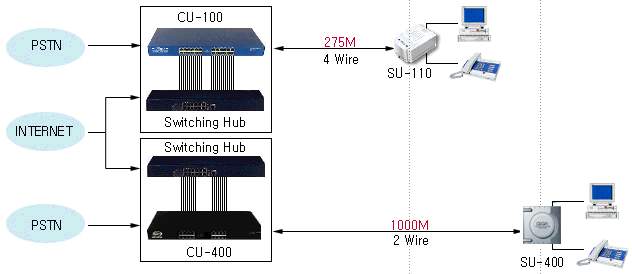 CU-100
PSTN
275M
4 Wire
SU-110
Switching Hub
INTERNET
Switching Hub
PSTN
1000M
2 Wire
CU-400
SU-400